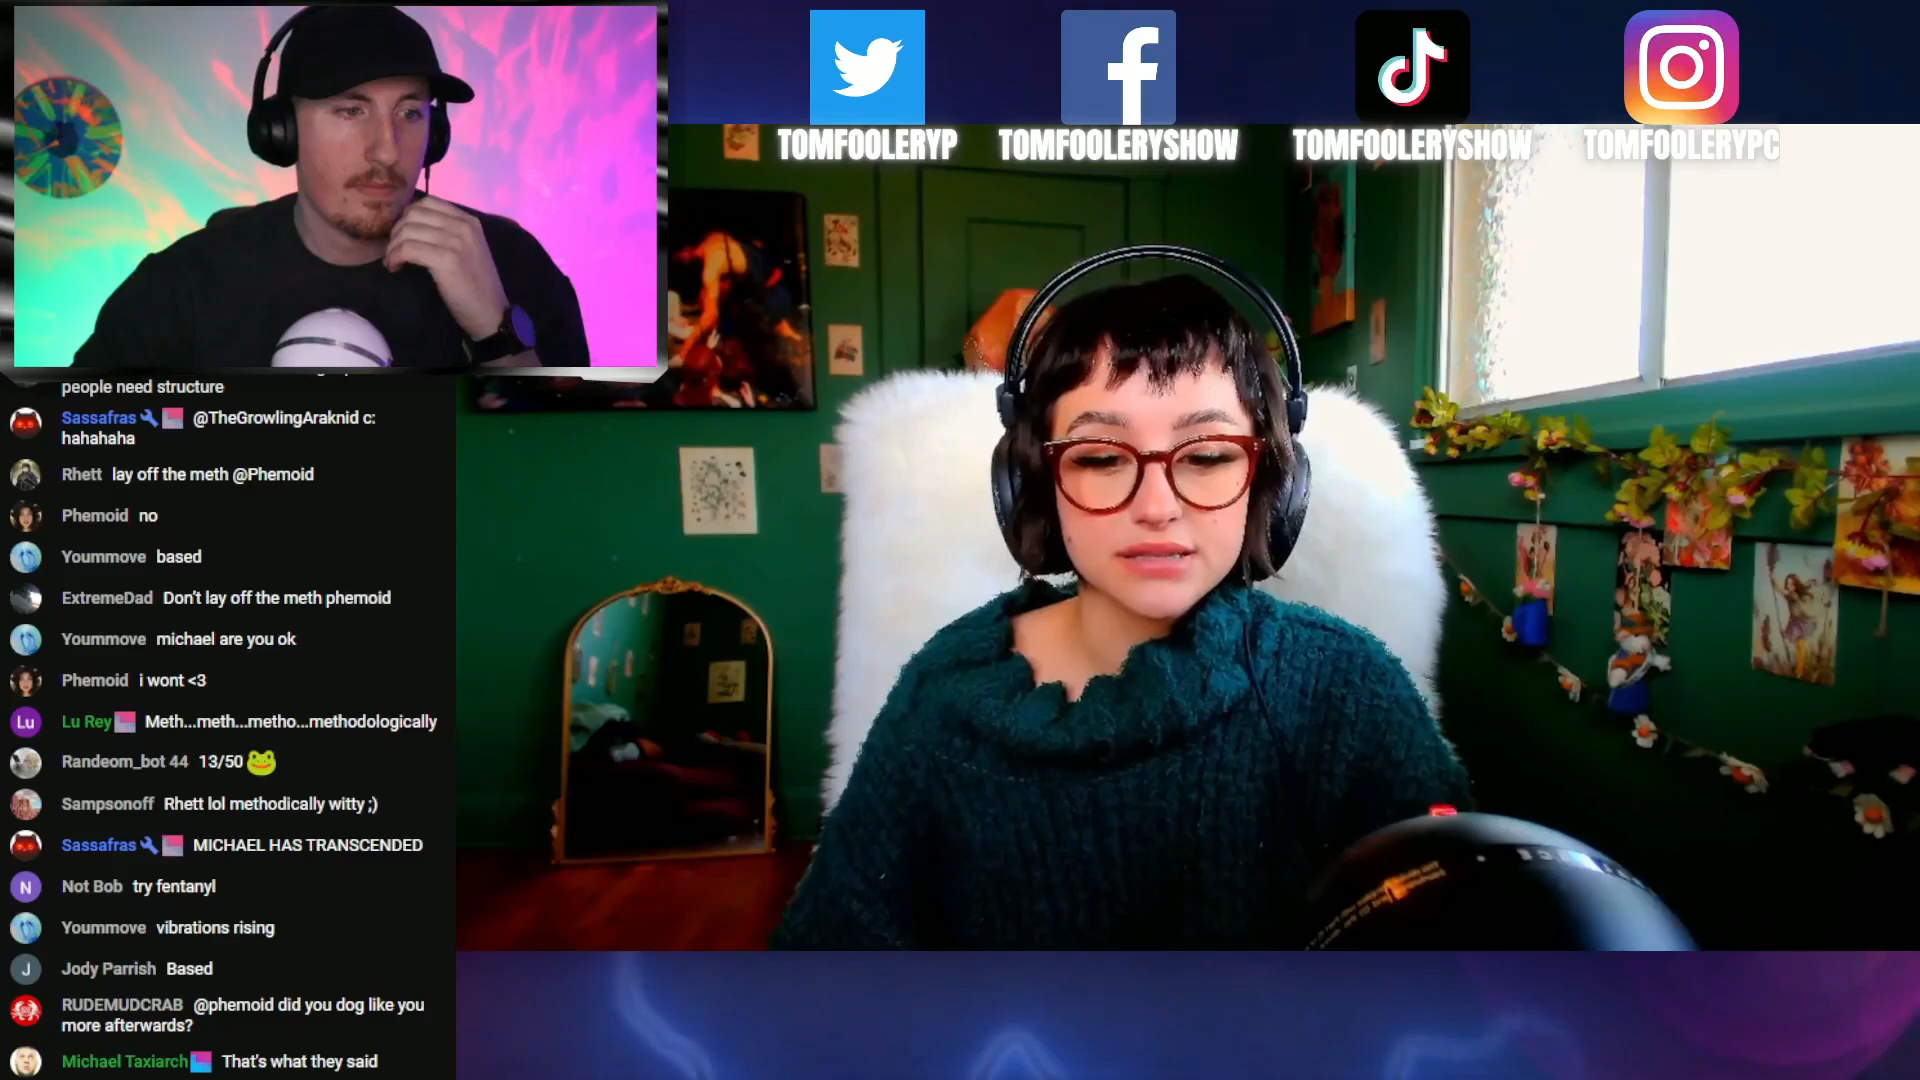 TOMFOOLERYP
TOMFOOLERYSHOW
TOMFOOLERYSHOW
TOMFOOLERYPC
people need structure
Sassafras @TheGrowlingAraknid c:
hahahaha
Rhett lay off the meth @Phemoid
Phemoid no
Yoummove based
ExtremeDad Don't lay off the meth phemoid
Yoummove michael are you ok
Phemoid i wont <3
Lu
Lu Rey Meth...meth...metho...methodologically
Randeom_bot 44 13/50 🐸
Sampsonoff Rhett lol methodically witty ;)
Sassafras MICHAEL HAS TRANSCENDED
N
Not Bob try fentanyl
Yoummove vibrations rising
J
Jody Parrish Based
RUDEMUDCRAB @phemoid did you dog like you
more afterwards?
Michael Taxiarch That's what they said